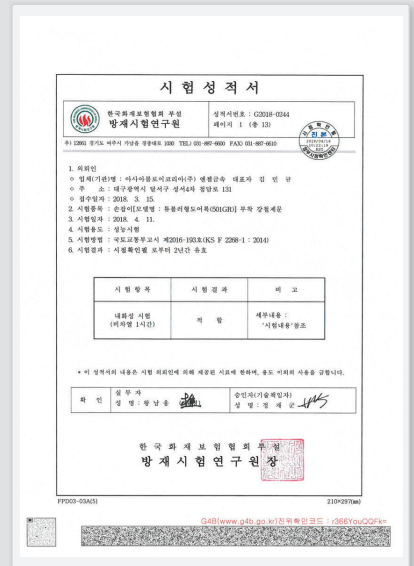 시 험 성 적 서
한국화재보험협회 부설
방재시험연구원
성적서번호 : G2018-0244
페이지 1 (총 13)
진본
우) 12661 경기도 여주시 가남읍 경충대로 1030 TEL) 031-887-6600 FAX) 031-887-6610
1. 의뢰인
○ 업체(기관)명 : 아사아블로이코리아(주) 엔젤금속 대표자 김 민 규
○ 주 소 : 대구광역시 달서구 성서4차 첨단로 131
○ 접수일자 : 2018. 3. 15.
2. 시험품목 : 손잡이[모델명 : 튜블러형도어록(501GR)] 부착 강철제문
3. 시험일자 : 2018. 4. 11.
4. 시험용도 : 성능시험
5. 시험방법 : 국토교통부고시 제2016-193호(KS F 2268-1 : 2014)
6. 시험결과 : 시점확인필 로부터 2년간 유효
시 험 항 목 시 험 결 과 비 고
내화성 시험
(비차열 1시간)
적 합
세부내용 :
'시험내용'참조
* 이 성적서의 내용은 시험 의뢰인에 의해 제공된 시료에 한하며, 용도 이외의 사용을 금합니다.
확 인
실 무 자
성 명 : 황 남 웅
승인자(기술책임자)
성 명 : 정 재 군
한 국 화 재 보 험 협 회 부 설
방 재 시 험 연 구 원 장
FPD03-03A(5) 210×297(㎜)
G4B(www.g4b.go.kr)진위확인코드 : r366YouQQFk=